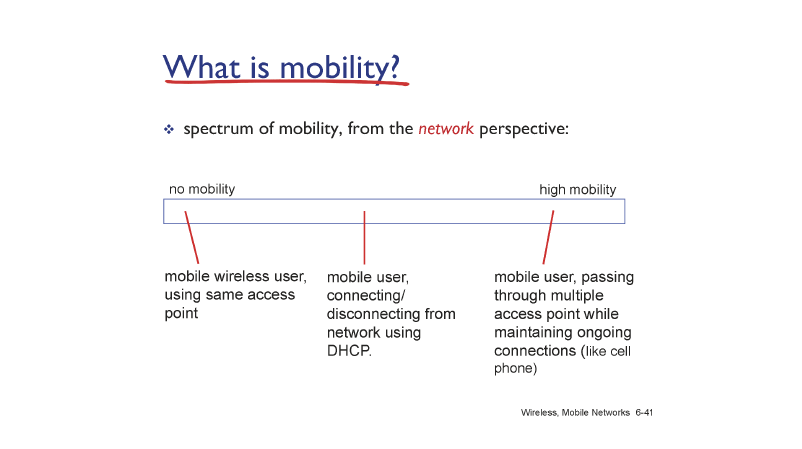 What is mobility?
spectrum of mobility, from the network perspective:
no mobility
high mobility
mobile wireless user,
using same access
point
mobile user,
connecting/
disconnecting from
network using
DHCP.
mobile user, passing
through multiple
access point while
maintaining ongoing
connections (like cell
phone)
Wireless, Mobile Networks 6-41